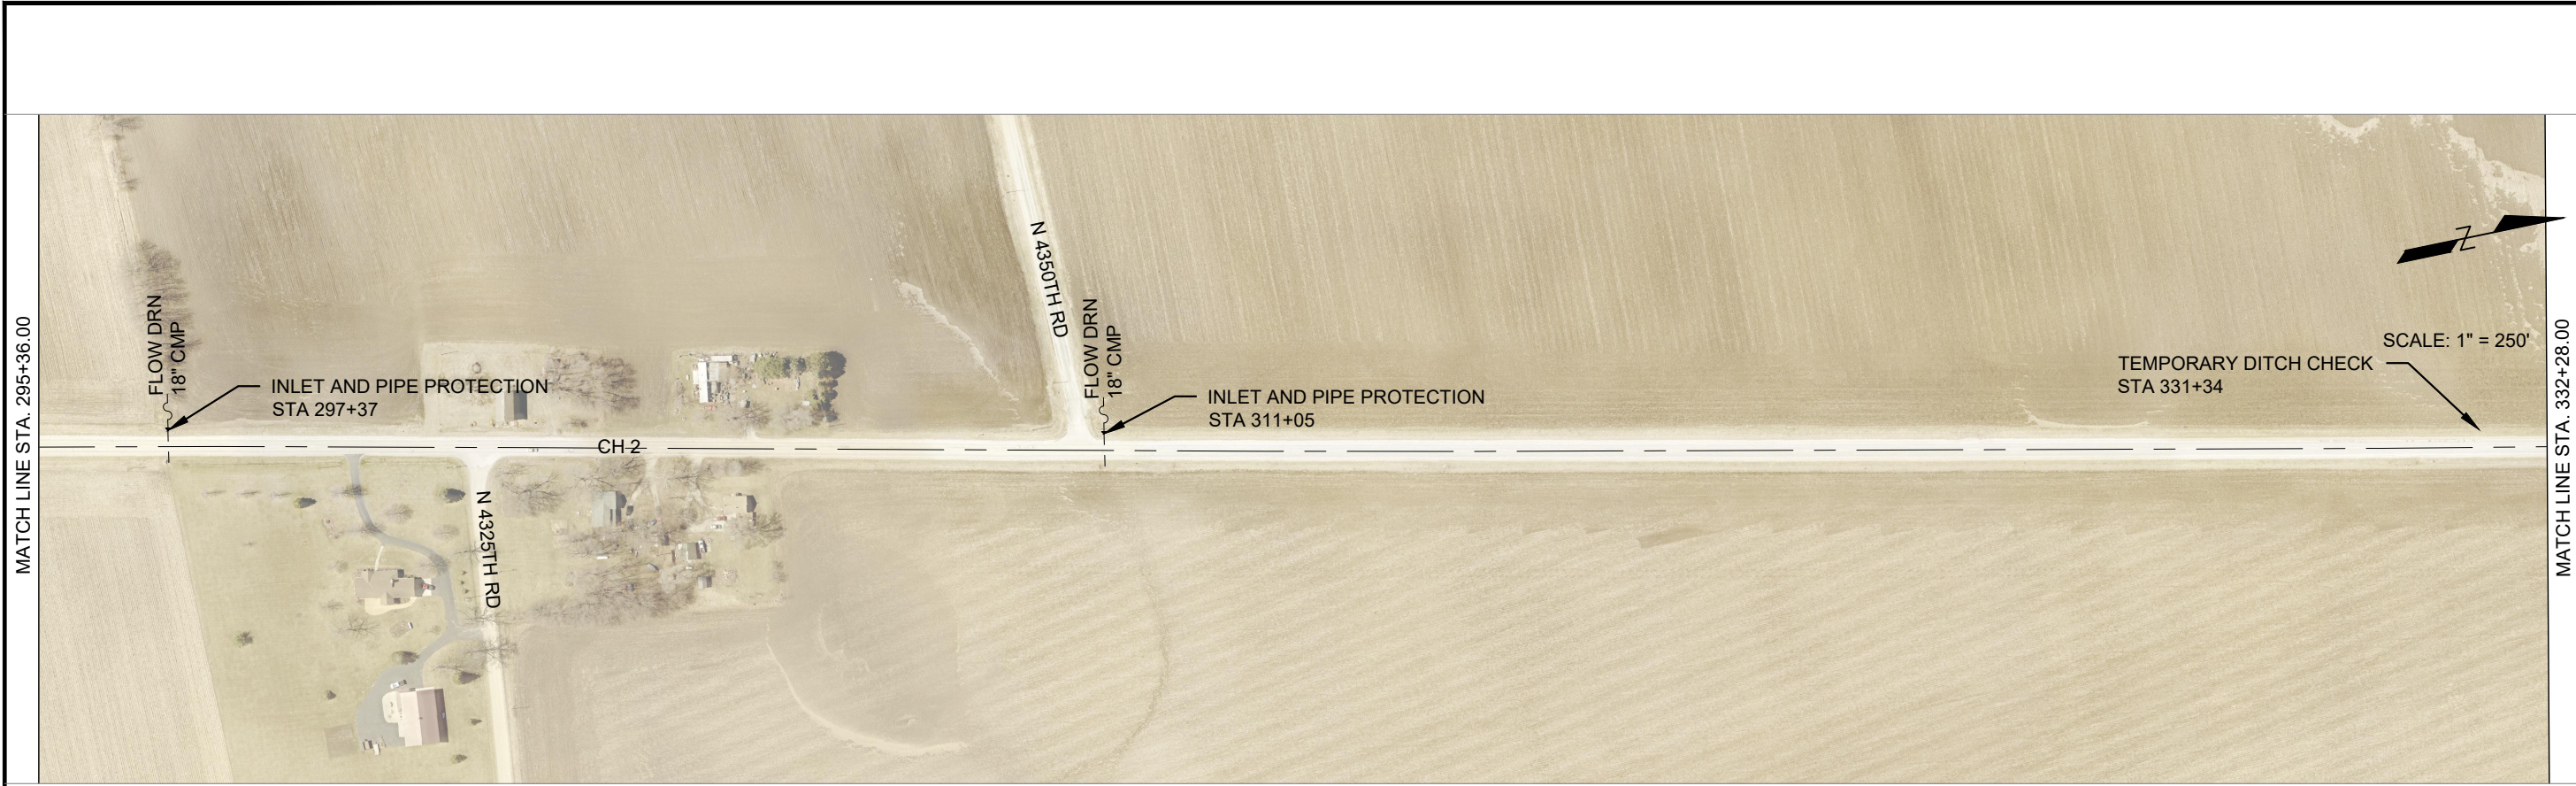 MATCH LINE STA. 295+36.00
FLOW DRN
18" CMP
INLET AND PIPE PROTECTION
STA 297+37
CH 2
N 4325TH RD
N 4350TH RD
FLOW DRN
18" CMP
INLET AND PIPE PROTECTION
STA 311+05
Z
SCALE: 1" = 250'
TEMPORARY DITCH CHECK
STA 331+34
MATCH LINE STA. 332+28.00